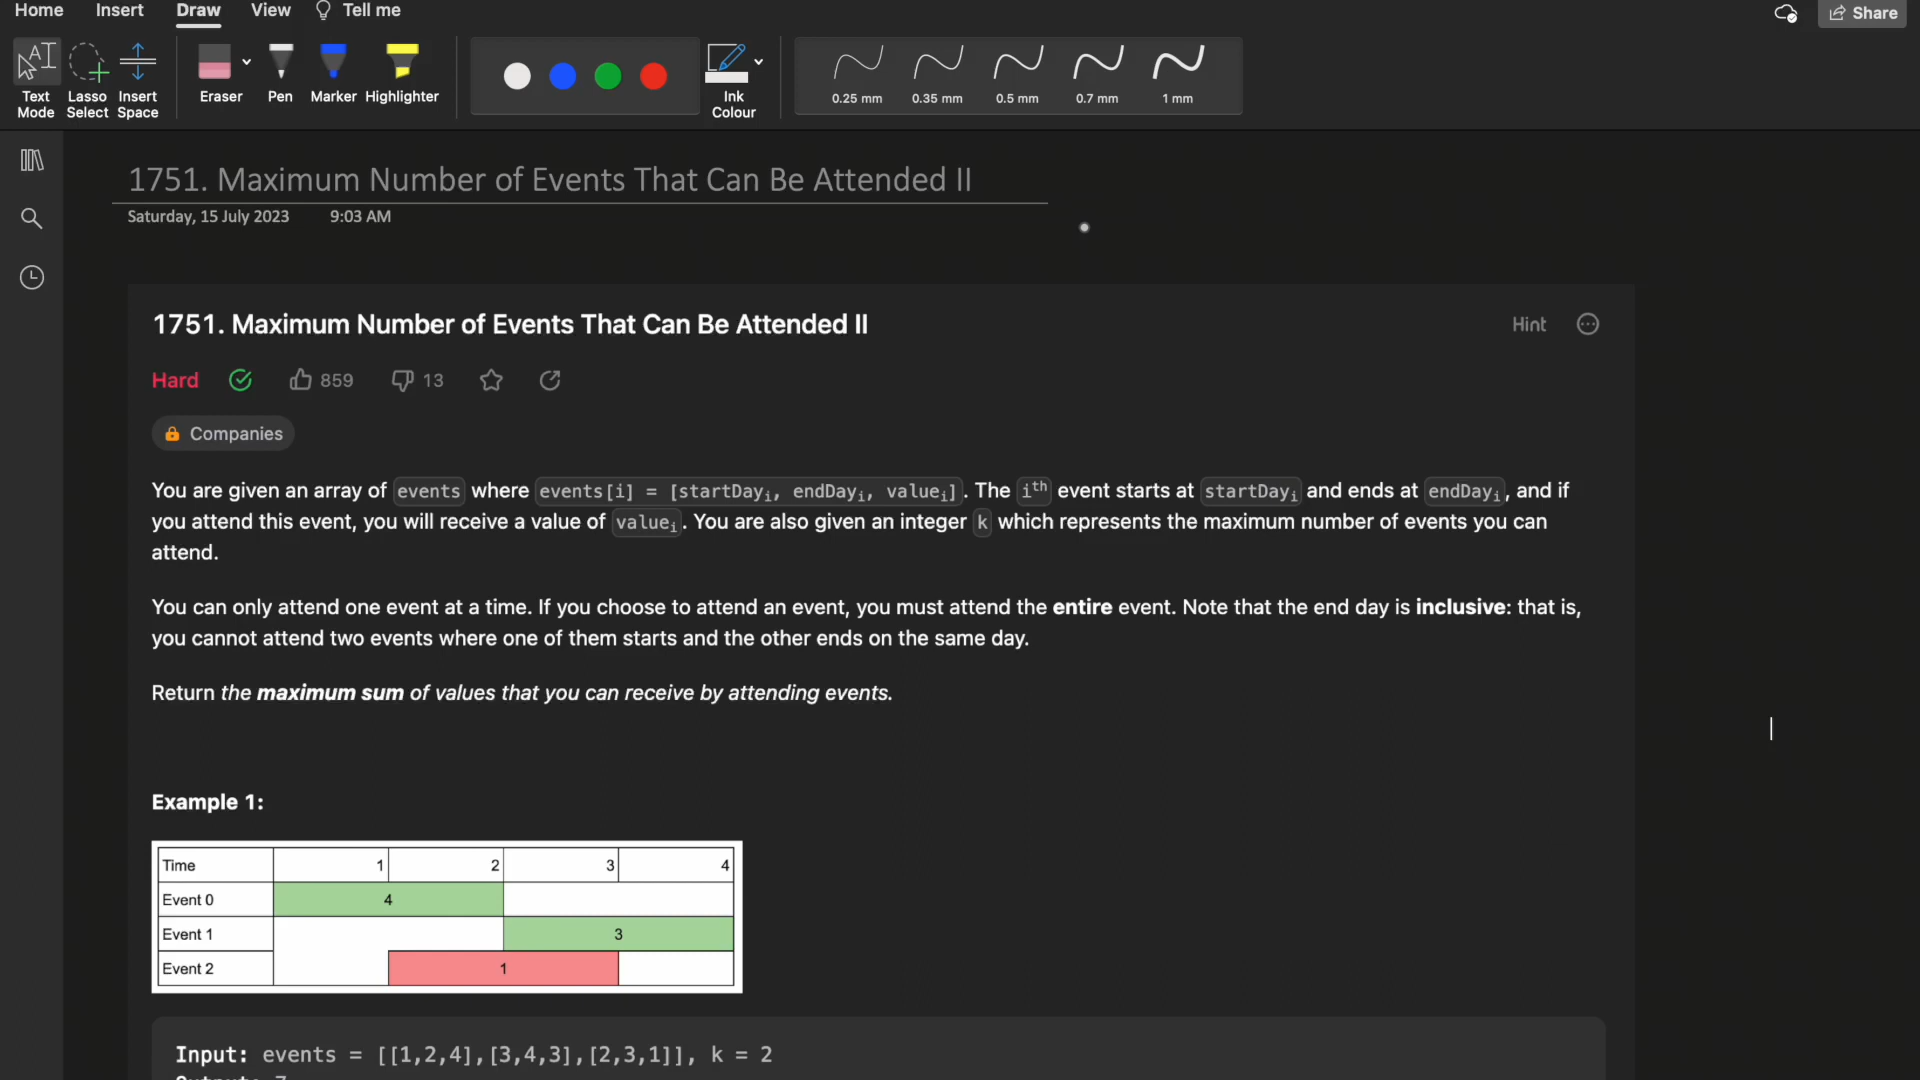 Home Insert Draw View Tell me Share
Text Mode Lasso Select Insert Space Eraser Pen Marker Highlighter Ink Colour 0.25 mm 0.35 mm 0.5 mm 0.7 mm 1 mm
1751. Maximum Number of Events That Can Be Attended II
Saturday, 15 July 2023 9:03 AM
1751. Maximum Number of Events That Can Be Attended II Hint
Hard 859 13
Companies
You are given an array of events where events[i] = [startDayᵢ, endDayᵢ, valueᵢ]. The iᵗʰ event starts at startDayᵢ and ends at endDayᵢ, and if
you attend this event, you will receive a value of valueᵢ. You are also given an integer k which represents the maximum number of events you can
attend.
You can only attend one event at a time. If you choose to attend an event, you must attend the entire event. Note that the end day is inclusive: that is,
you cannot attend two events where one of them starts and the other ends on the same day.
Return the maximum sum of values that you can receive by attending events.
Example 1:
Time 1 2 3 4
Event 0 4
Event 1 3
Event 2 1
Input: events = [[1,2,4],[3,4,3],[2,3,1]], k = 2